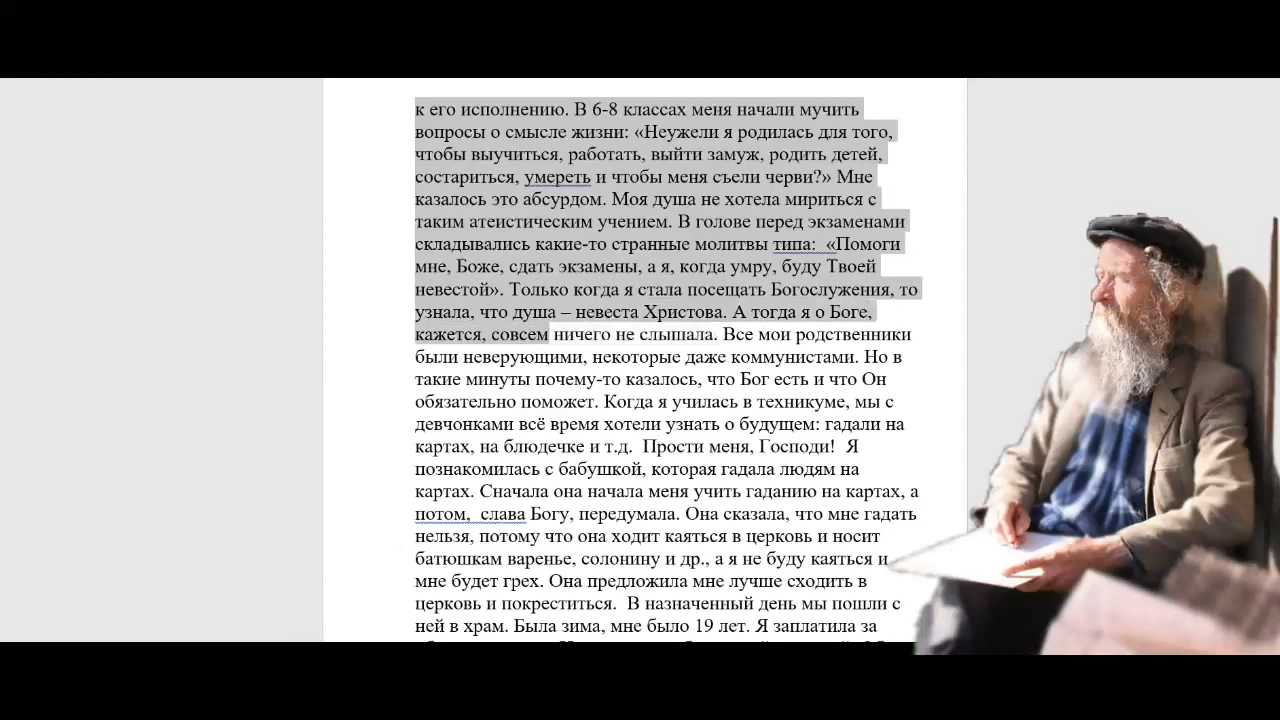 к его исполнению. В 6-8 классах меня начали мучить
вопросы о смысле жизни: «Неужели я родилась для того,
чтобы выучиться, работать, выйти замуж, родить детей,
состариться, умереть и чтобы меня съели черви?» Мне
казалось это абсурдом. Моя душа не хотела мириться с
таким атеистическим учением. В голове перед экзаменами
складывались какие-то странные молитвы типа:  «Помоги
мне, Боже, сдать экзамены, а я, когда умру, буду Твоей
невестой». Только когда я стала посещать Богослужения, то
узнала, что душа – невеста Христова. А тогда я о Боге,
кажется, совсем ничего не слышала. Все мои родственники
были неверующими, некоторые даже коммунистами. Но в
такие минуты почему-то казалось, что Бог есть и что Он
обязательно поможет. Когда я училась в техникуме, мы с
девчонками всё время хотели узнать о будущем: гадали на
картах, на блюдечке и т.д.  Прости меня, Господи!  Я
познакомилась с бабушкой, которая гадала людям на
картах. Сначала она начала меня учить гаданию на картах, а
потом,  слава Богу, передумала. Она сказала, что мне гадать
нельзя, потому что она ходит каяться в церковь и носит
батюшкам варенье, солонину и др., а я не буду каяться и
мне будет грех. Она предложила мне лучше сходить в
церковь и покреститься.  В назначенный день мы пошли с
ней в храм. Была зима, мне было 19 лет. Я заплатила за